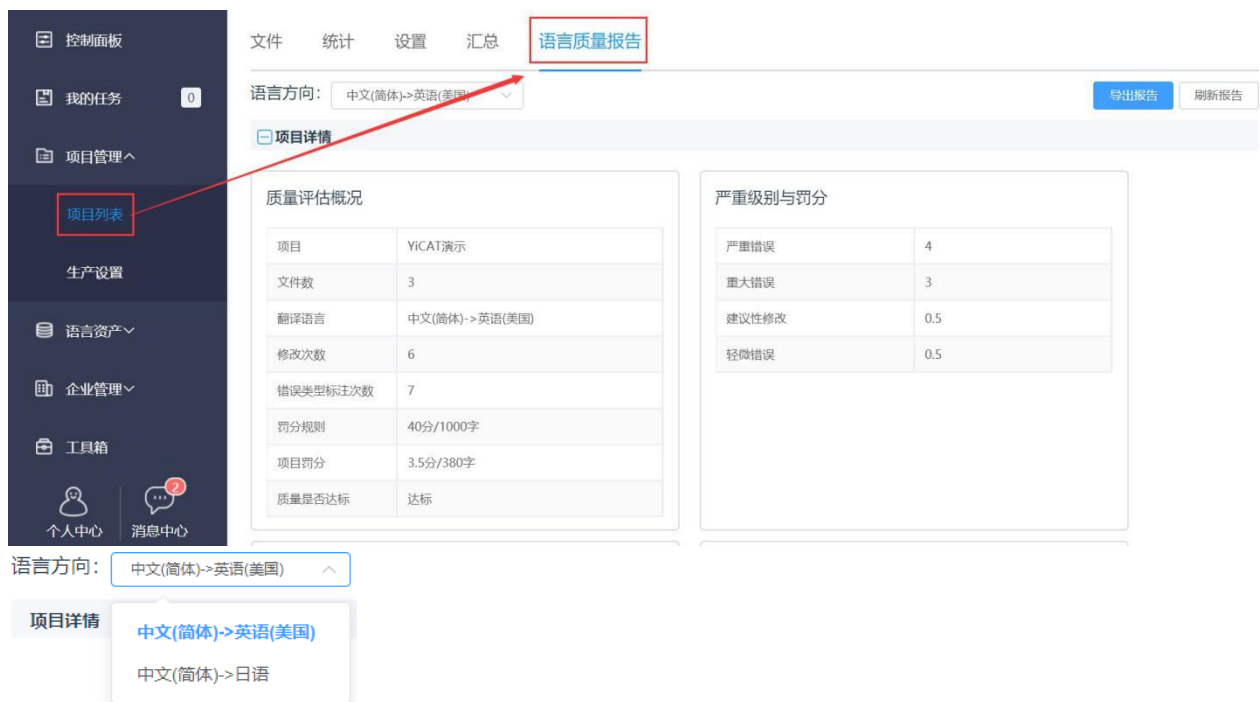 控制面板
我的任务 0
项目管理
项目列表
生产设置
语言资产
企业管理
工具箱
2
个人中心 消息中心
文件 统计 设置 汇总 语言质量报告
语言方向： 中文(简体)->英语(美国) 导出报告 刷新报告
项目详情
质量评估概况
项目 YiCAT演示
文件数 3
翻译语言 中文(简体)->英语(美国)
修改次数 6
错误类型标注次数 7
罚分规则 40分/1000字
项目罚分 3.5分/380字
质量是否达标 达标
严重级别与罚分
严重错误 4
重大错误 3
建议性修改 0.5
轻微错误 0.5
语言方向： 中文(简体)->英语(美国)
项目详情
中文(简体)->英语(美国)
中文(简体)->日语